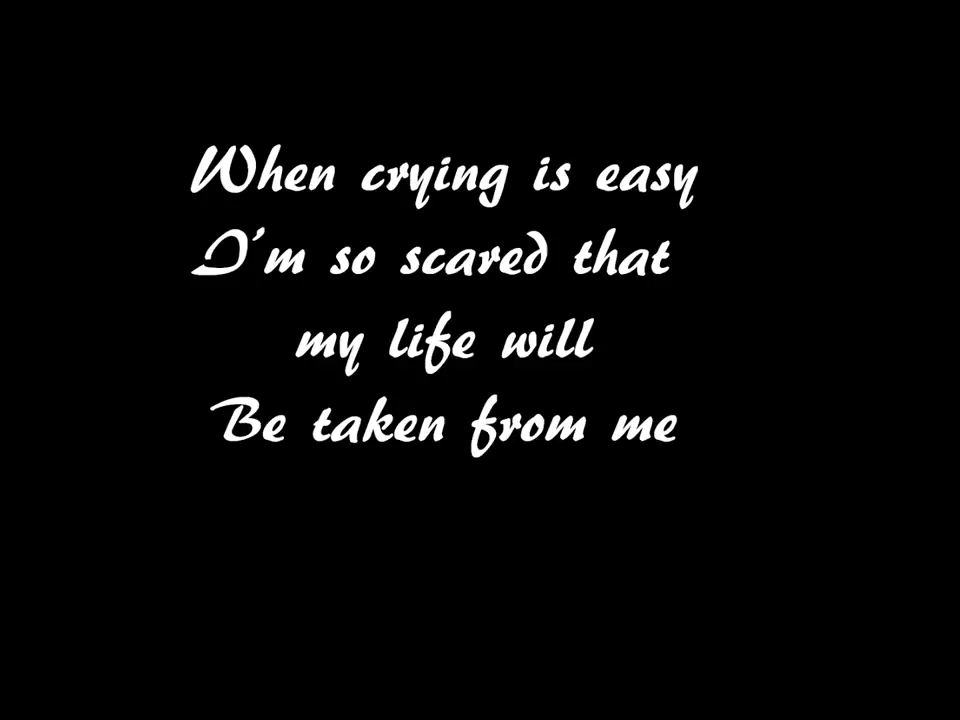 When crying is easy
I'm so scared that
my life will
Be taken from me